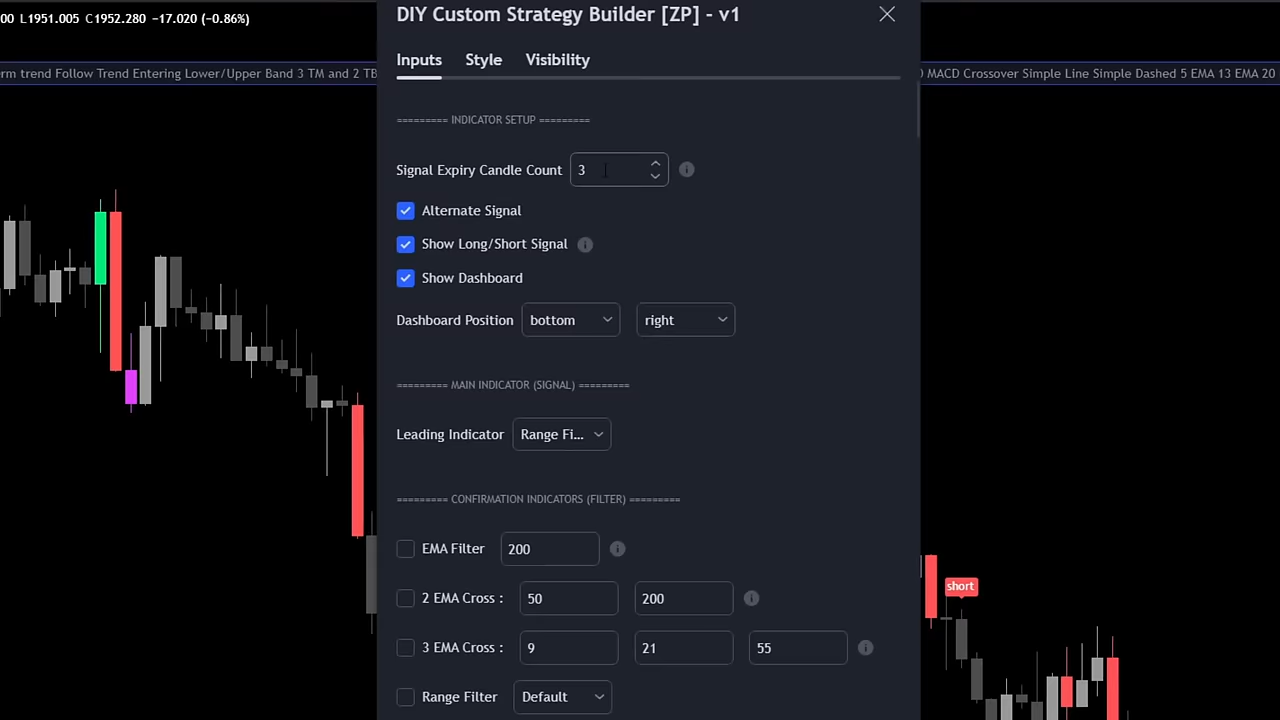 DIY Custom Strategy Builder [ZP] - v1
00 L1951.005 C1952.280 −17.020 (−0.86%)
Inputs Style Visibility
rm trend Follow Trend Entering Lower/Upper Band 3 TM and 2 TB
0 MACD Crossover Simple Line Simple Dashed 5 EMA 13 EMA 20
========= INDICATOR SETUP =========
Signal Expiry Candle Count 3
Alternate Signal
Show Long/Short Signal
Show Dashboard
Dashboard Position bottom right
========= MAIN INDICATOR (SIGNAL) =========
Leading Indicator Range Fi...
========= CONFIRMATION INDICATORS (FILTER) =========
EMA Filter 200
short
2 EMA Cross : 50 200
3 EMA Cross : 9 21 55
Range Filter Default